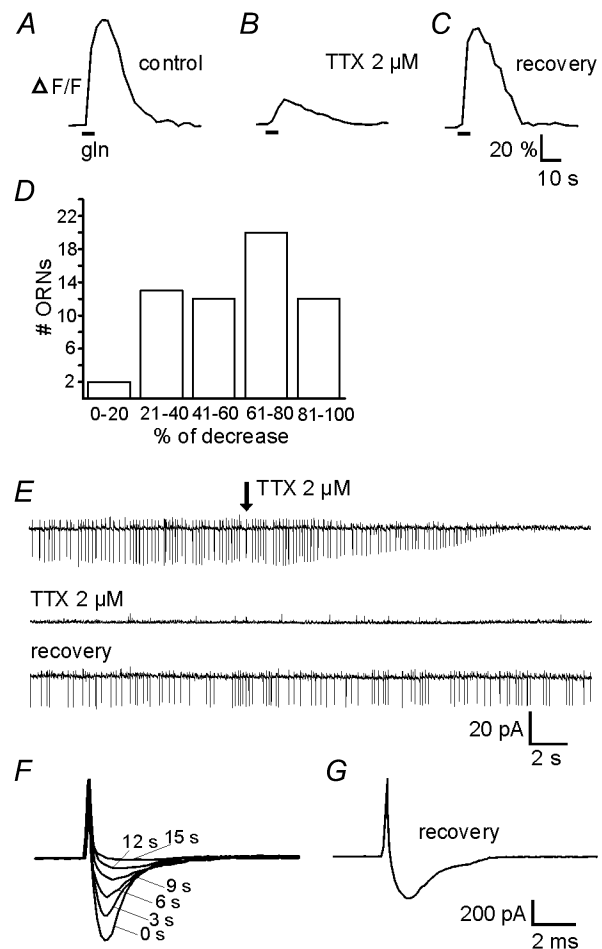 A
B
C
control
TTX 2 µM
recovery
Δ F/F
gln
20 %
10 s
D
# ORNs
22
18
14
10
6
2
0-20 21-40 41-60 61-80 81-100
% of decrease
E
TTX 2 µM
TTX 2 µM
recovery
20 pA
2 s
F
12 s
15 s
9 s
6 s
3 s
0 s
G
recovery
200 pA
2 ms